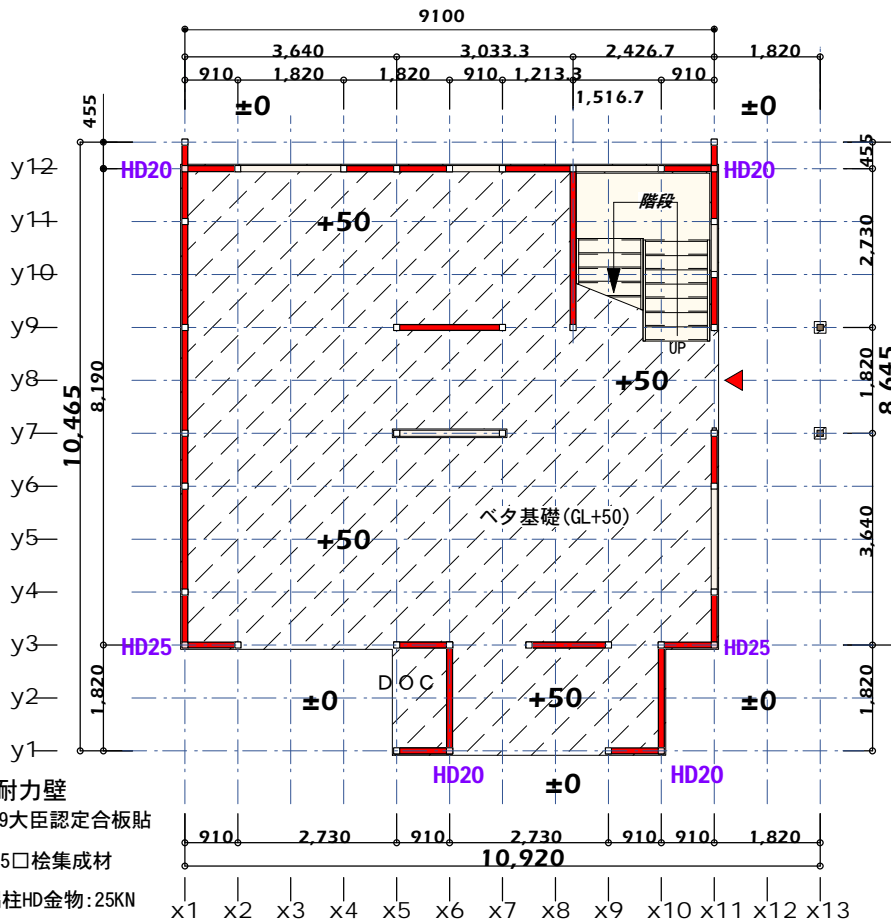 9100
3,640 3,033.3 2,426.7 1,820
910 1,820 1,820 910 1,213.3 910
1,516.7
±0 ±0
455 455
y12 HD20 HD20
y11 +50 階段
2,730
y10
y9
UP
y8 +50
1,820
8,190
10,465
8,645
y7
y6
ベタ基礎(GL+50)
y5 +50
3,640
y4
y3 HD25 HD25
DOC
y2 ±0 +50 ±0
1,820 1,820
y1
HD20 HD20
±0
耐力壁
9大臣認定合板貼
5口桧集成材
柱HD金物:25KN
910 2,730 910 2,730 910 910 1,820
10,920
x1 x2 x3 x4 x5 x6 x7 x8 x9 x10 x11 x12 x13